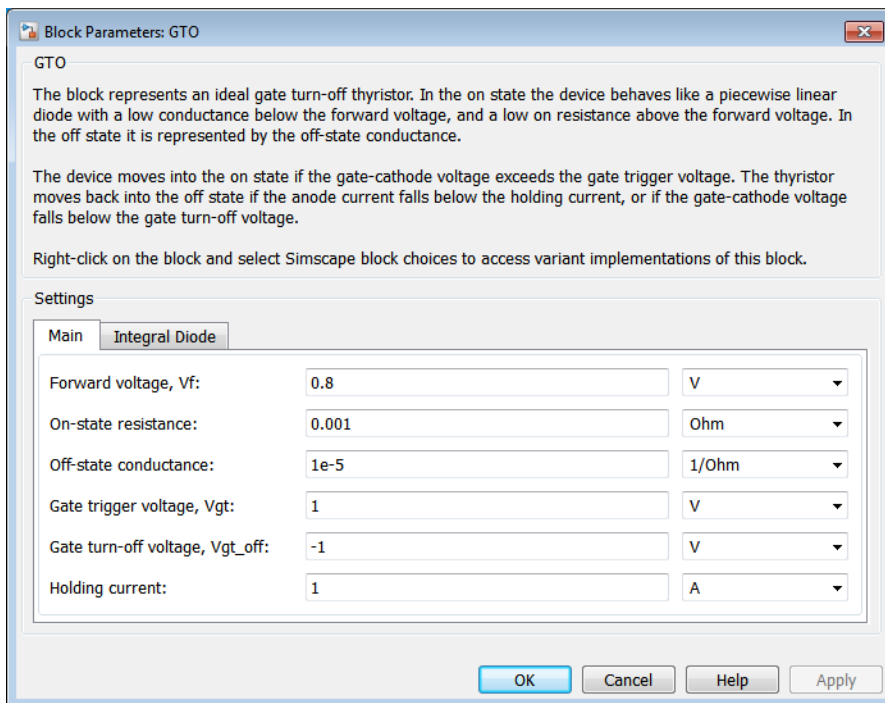 Block Parameters: GTO
GTO
The block represents an ideal gate turn-off thyristor. In the on state the device behaves like a piecewise linear
diode with a low conductance below the forward voltage, and a low on resistance above the forward voltage. In
the off state it is represented by the off-state conductance.
The device moves into the on state if the gate-cathode voltage exceeds the gate trigger voltage. The thyristor
moves back into the off state if the anode current falls below the holding current, or if the gate-cathode voltage
falls below the gate turn-off voltage.
Right-click on the block and select Simscape block choices to access variant implementations of this block.
Settings
Main Integral Diode
Forward voltage, Vf: 0.8 V
On-state resistance: 0.001 Ohm
Off-state conductance: 1e-5 1/Ohm
Gate trigger voltage, Vgt: 1 V
Gate turn-off voltage, Vgt_off: -1 V
Holding current: 1 A
OK Cancel Help Apply